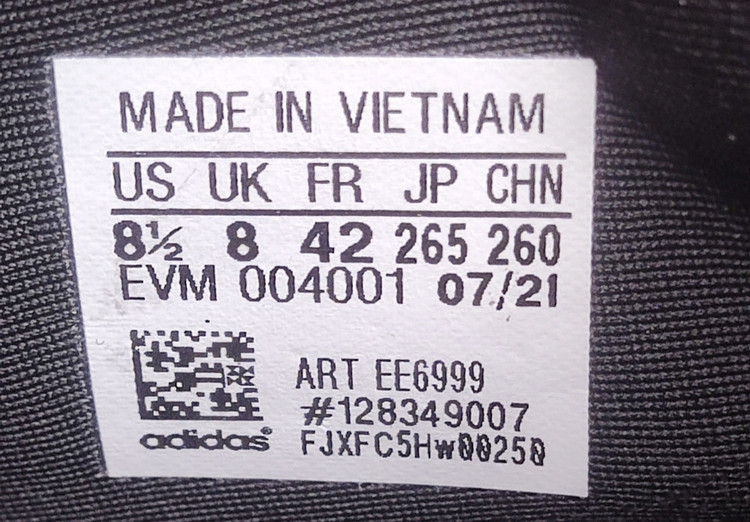 MADE IN VIETNAM
US UK FR JP CHN
8½ 8 42 265 260
EVM 004001 07/21
ART EE6999
#128349007
adidas® FJXFC5Hw00250